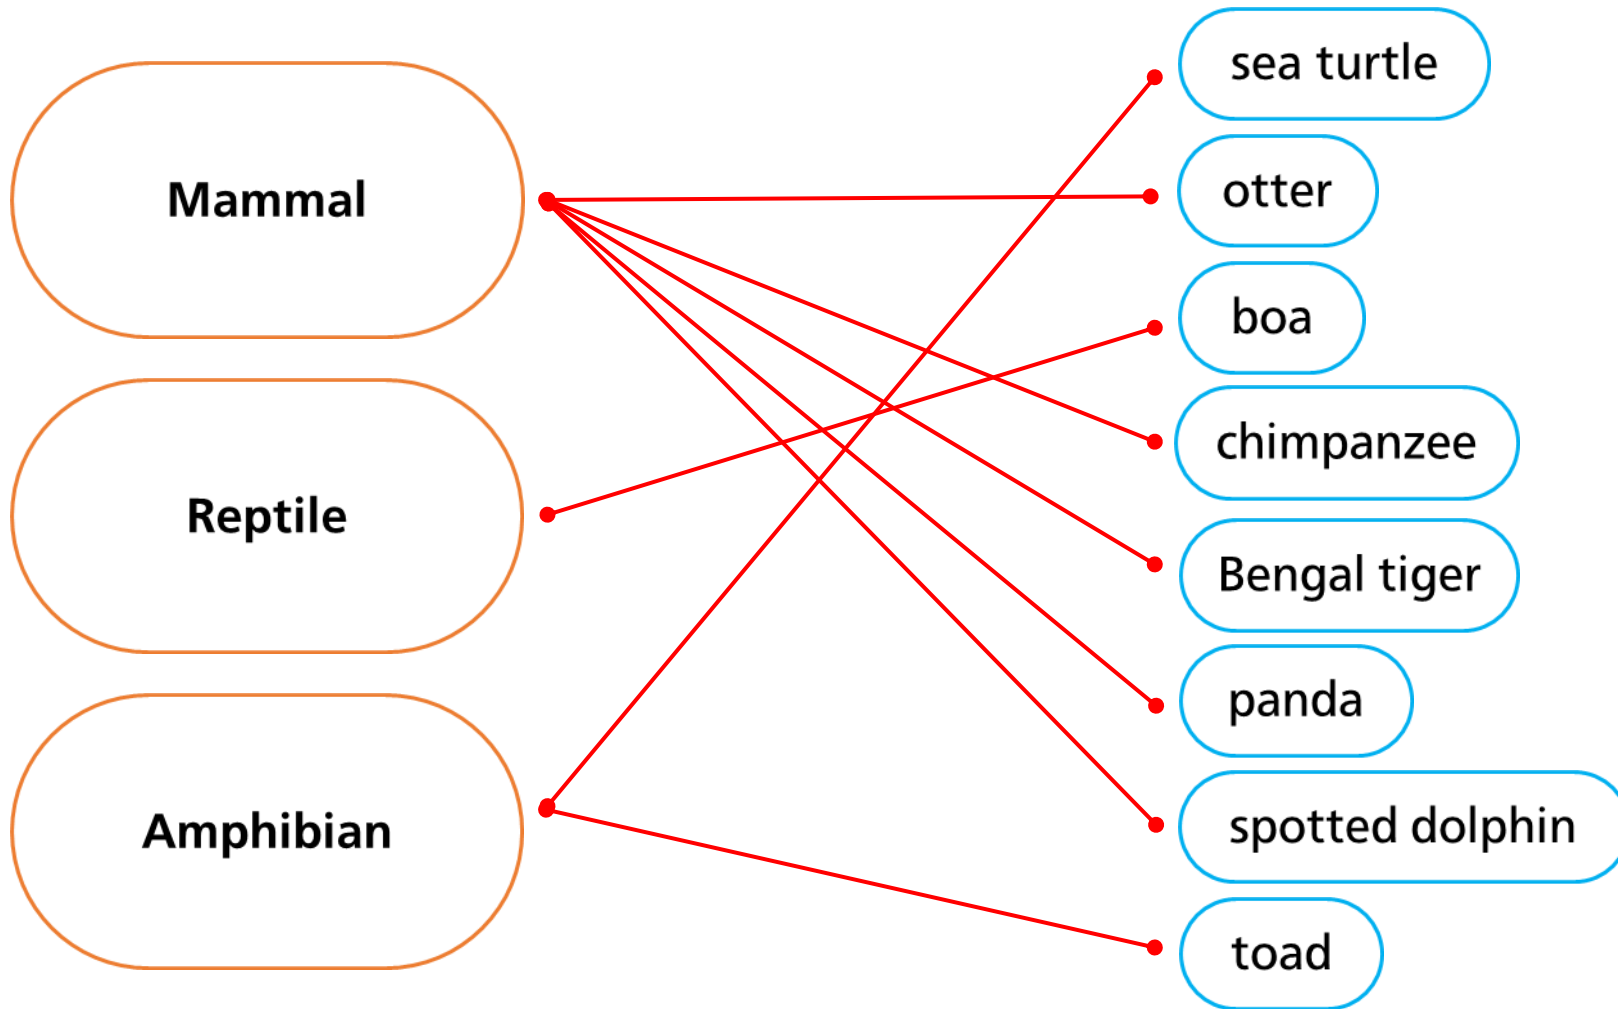 Mammal
Reptile
Amphibian
sea turtle
otter
boa
chimpanzee
Bengal tiger
panda
spotted dolphin
toad